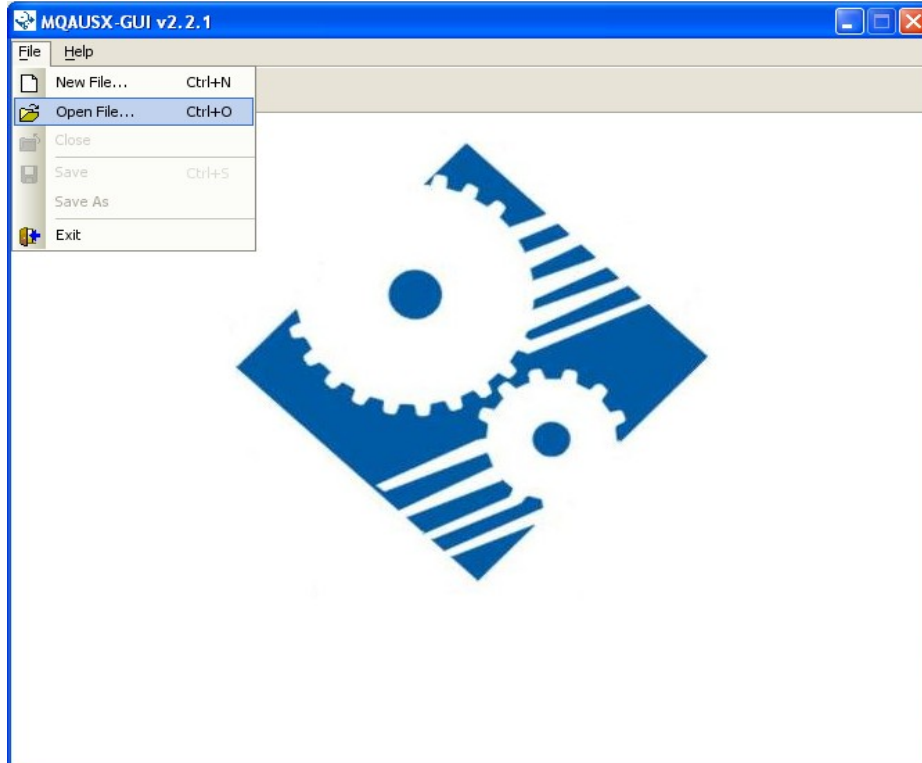 MQAUSX-GUI v2.2.1
File Help
New File... Ctrl+N
Open File... Ctrl+O
Close
Save Ctrl+S
Save As
Exit